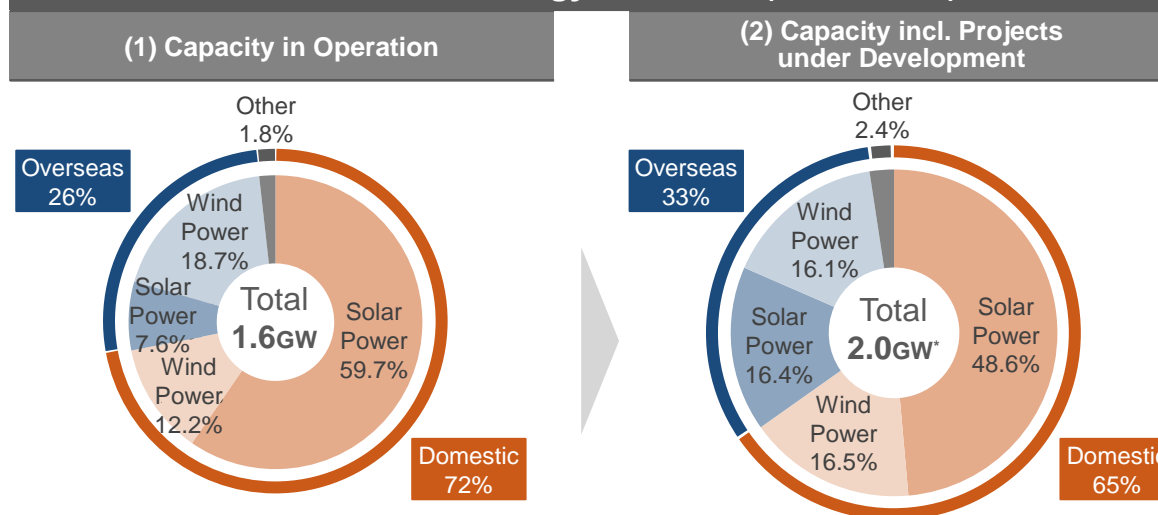 (1) Capacity in Operation
Other
1.8%
Overseas
26%
Wind
Power
18.7%
Solar
Power
7.6%
Wind
Power
12.2%
Total
1.6GW
Solar
Power
59.7%
Domestic
72%
(2) Capacity incl. Projects
under Development
Other
2.4%
Overseas
33%
Wind
Power
16.1%
Solar
Power
16.4%
Wind
Power
16.5%
Total
2.0GW*
Solar
Power
48.6%
Domestic
65%